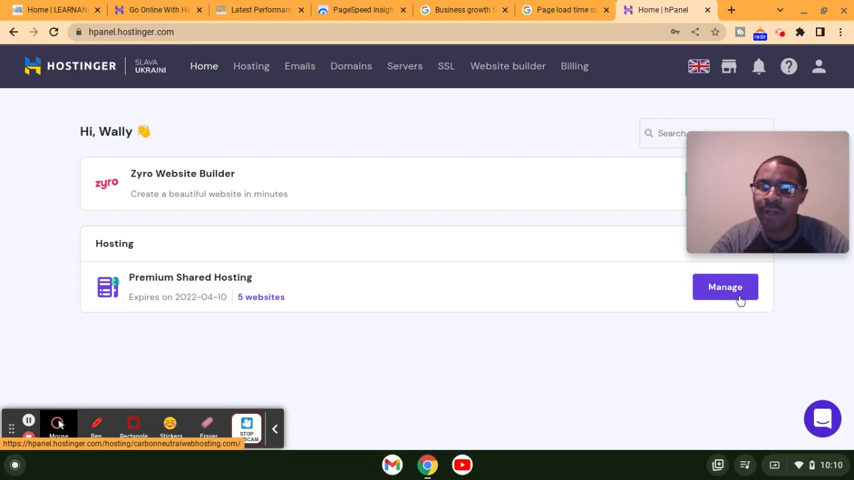 Home | LEARNAN
Go Online With Ho
Latest Performanc
PageSpeed Insigh
Business growth t
Page load time st
Home | hPanel
hpanel.hostinger.com
HOSTINGER
SLAVA
UKRAINI
Home
Hosting
Emails
Domains
Servers
SSL
Website builder
Billing
Hi, Wally 👋
Search
zyro
Zyro Website Builder
Create a beautiful website in minutes
Hosting
Premium Shared Hosting
Expires on 2022-04-10
5 websites
Manage
Mouse
Pen
Rectangle
Stickers
Eraser
STOP
https://hpanel.hostinger.com/hosting/carbonneutralwebhosting.com/
10:10